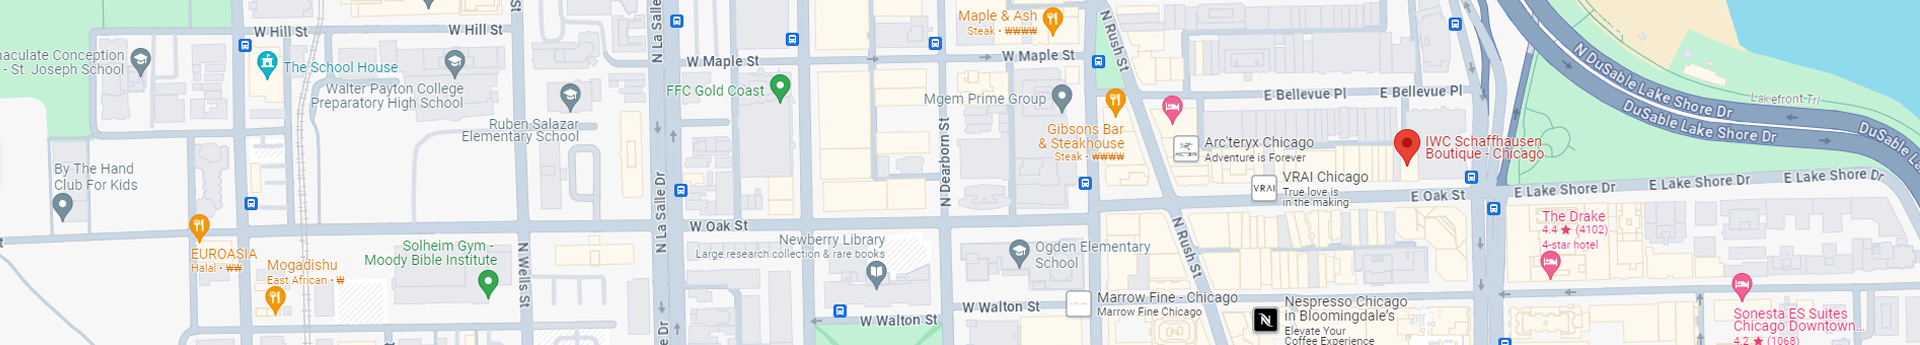 W Hill St
W Hill St
St
N La Salle
Maple & Ash
Steak • ₩₩₩₩
N Rush St
W Maple St
W Maple St
maculate Conception
- St. Joseph School
The School House
Walter Payton College
Preparatory High School
FFC Gold Coast
Ruben Salazar
Elementary School
Mgem Prime Group
Gibsons Bar
& Steakhouse
Steak • ₩₩₩₩
E Bellevue Pl
E Bellevue Pl
N DuSable Lake Shore Dr
Lakefront Trl
DuSable Lake Shore Dr
DuSable La
Arc'teryx Chicago
Adventure is Forever
ARC'TERYX
IWC Schaffhausen
Boutique - Chicago
By The Hand
Club For Kids
N La Salle Dr
N Dearborn St
VRAI
VRAI Chicago
True love is
in the making
E Oak St
E Lake Shore Dr
E Lake Shore Dr
E Lake Shore Dr
W Oak St
EUROASIA
Halal • ₩₩
Solheim Gym -
Moody Bible Institute
N Wells St
Newberry Library
Large research collection & rare books
Ogden Elementary
School
N Rush St
The Drake
4.4 ★ (4102)
4-star hotel
Mogadishu
East African • ₩
W Walton St
W Walton St
Marrow Fine - Chicago
Marrow Fine Chicago
N
Nespresso Chicago
in Bloomingdale's
Elevate Your
Coffee Experience
Sonesta ES Suites
Chicago Downtown...
4.2 ★ (1068)
St
e Dr